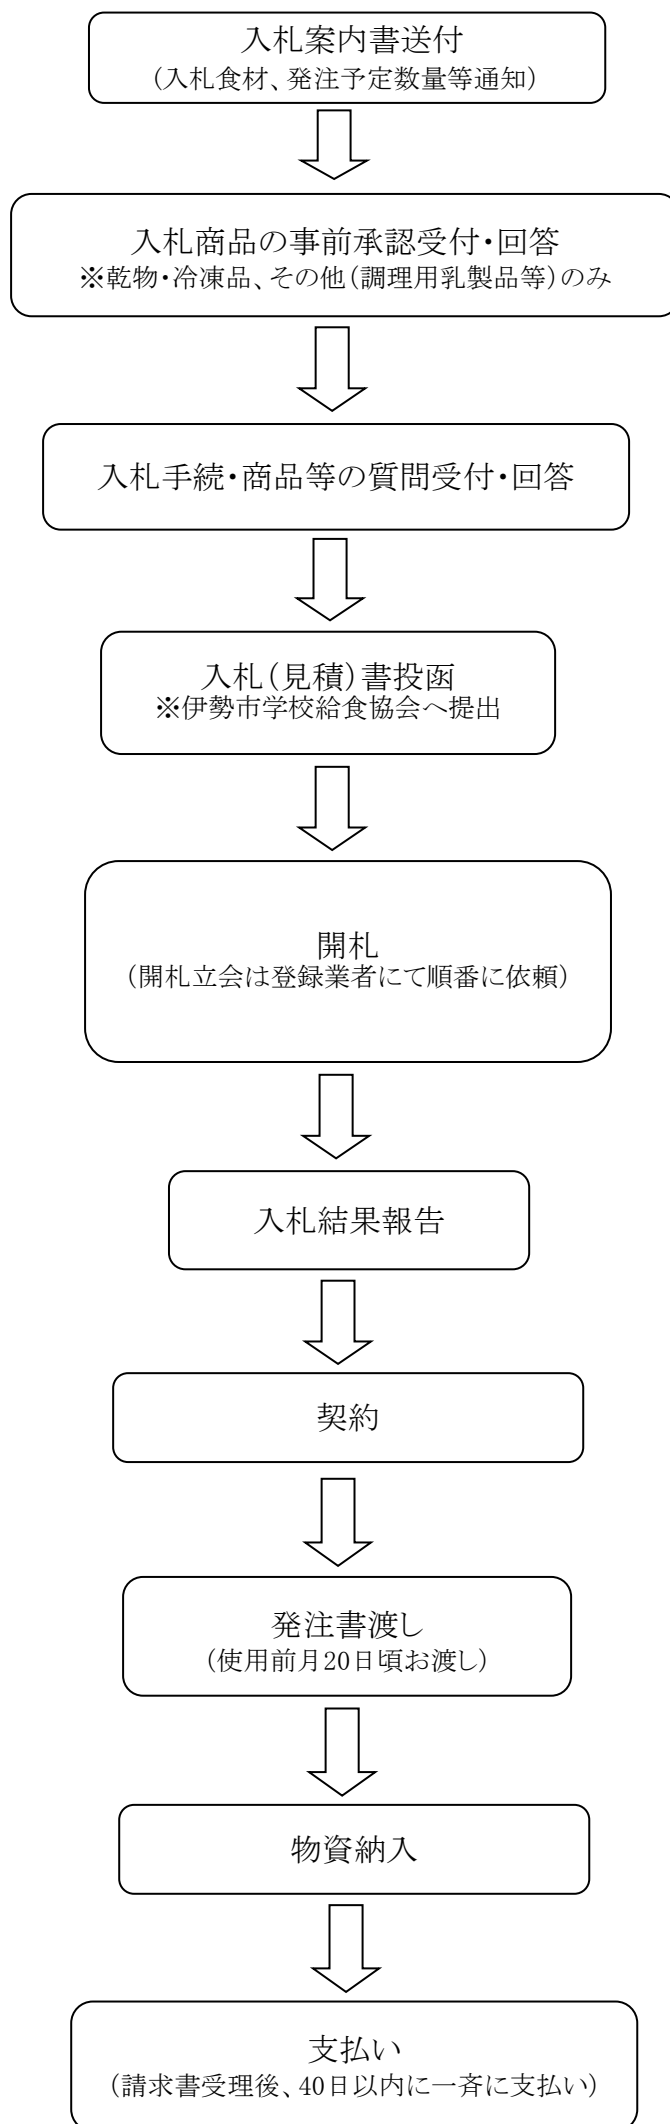 入札案内書送付
（入札食材、発注予定数量等通知）
入札商品の事前承認受付・回答
※乾物・冷凍品、その他（調理用乳製品等）のみ
入札手続・商品等の質問受付・回答
入札（見積）書投函
※伊勢市学校給食協会へ提出
開札
（開札立会は登録業者にて順番に依頼）
入札結果報告
契約
発注書渡し
（使用前月20日頃お渡し）
物資納入
支払い
（請求書受理後、40日以内に一斉に支払い）